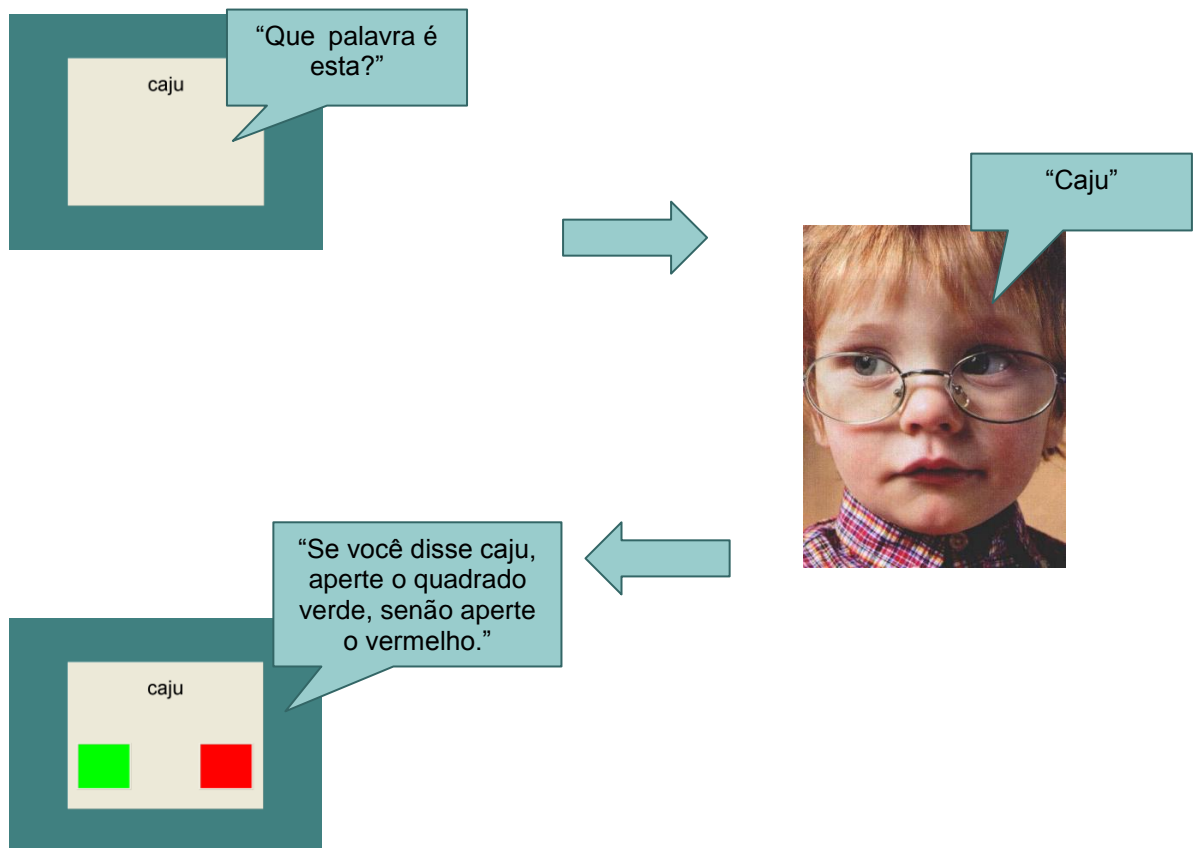 “Que palavra é
esta?”
caju
“Caju”
“Se você disse caju,
aperte o quadrado
verde, senão aperte
o vermelho.”
caju